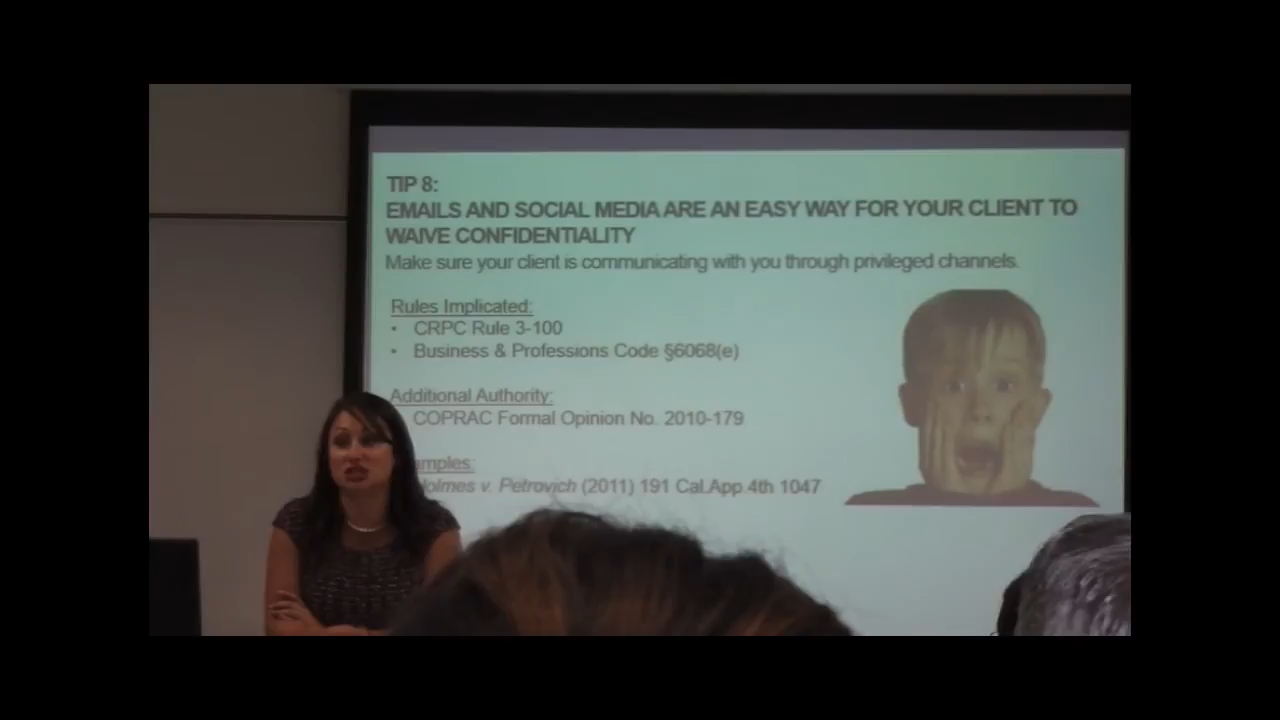 TIP 8:
EMAILS AND SOCIAL MEDIA ARE AN EASY WAY FOR YOUR CLIENT TO
WAIVE CONFIDENTIALITY
Make sure your client is communicating with you through privileged channels.
Rules Implicated:
• CRPC Rule 3-100
• Business & Professions Code §6068(e)
Additional Authority:
COPRAC Formal Opinion No. 2010-179
amples:
Holmes v. Petrovich (2011) 191 Cal.App.4th 1047